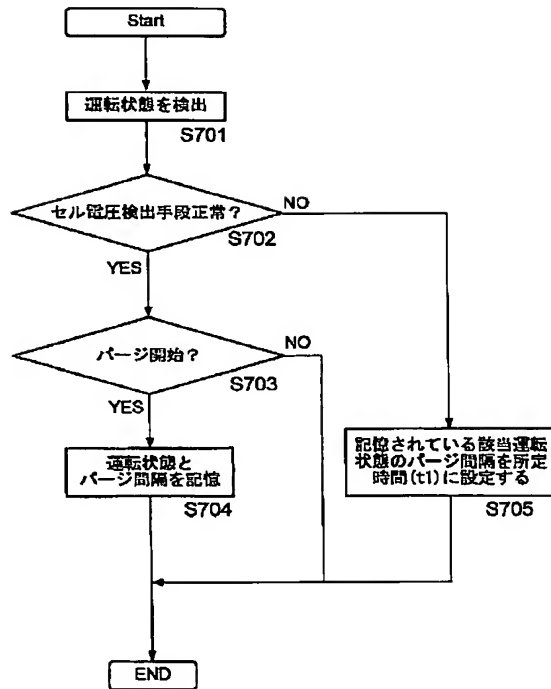 Start
運転状態を検出
S701
セル電圧検出手段正常？
NO
S702
YES
パージ開始？
NO
S703
YES
運転状態と
パージ間隔を記憶
S704
記憶されている該当運転
状態のパージ間隔を所定
時間(t1)に設定する
S705
END